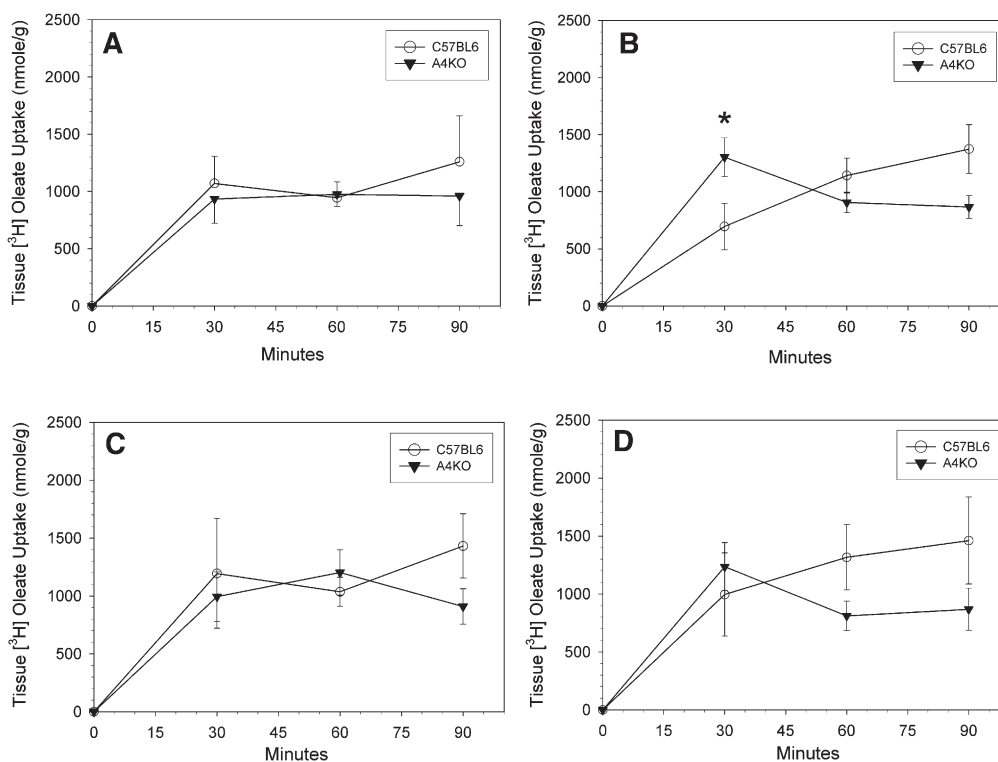 A
C57BL6
A4KO
Tissue [³H] Oleate Uptake (nmole/g)
2500
2000
1500
1000
500
0
0 15 30 45 60 75 90
Minutes
B
C57BL6
A4KO
*
Tissue [³H] Oleate Uptake (nmole/g)
2500
2000
1500
1000
500
0
0 15 30 45 60 75 90
Minutes
C
C57BL6
A4KO
Tissue [³H] Oleate Uptake (nmole/g)
2500
2000
1500
1000
500
0
0 15 30 45 60 75 90
Minutes
D
C57BL6
A4KO
Tissue [³H] Oleate Uptake (nmole/g)
2500
2000
1500
1000
500
0
0 15 30 45 60 75 90
Minutes